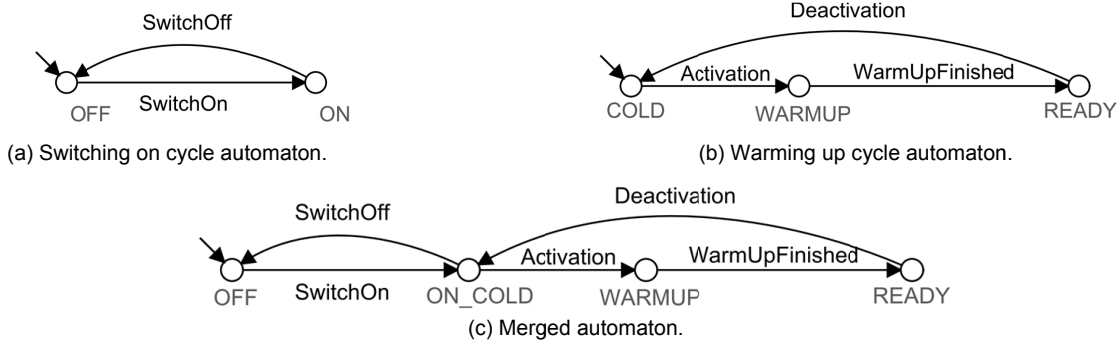 SwitchOff
SwitchOn
OFF
ON
(a) Switching on cycle automaton.
Deactivation
Activation
WarmUpFinished
COLD
WARMUP
READY
(b) Warming up cycle automaton.
SwitchOff
Deactivation
Activation
WarmUpFinished
OFF
SwitchOn
ON_COLD
WARMUP
READY
(c) Merged automaton.